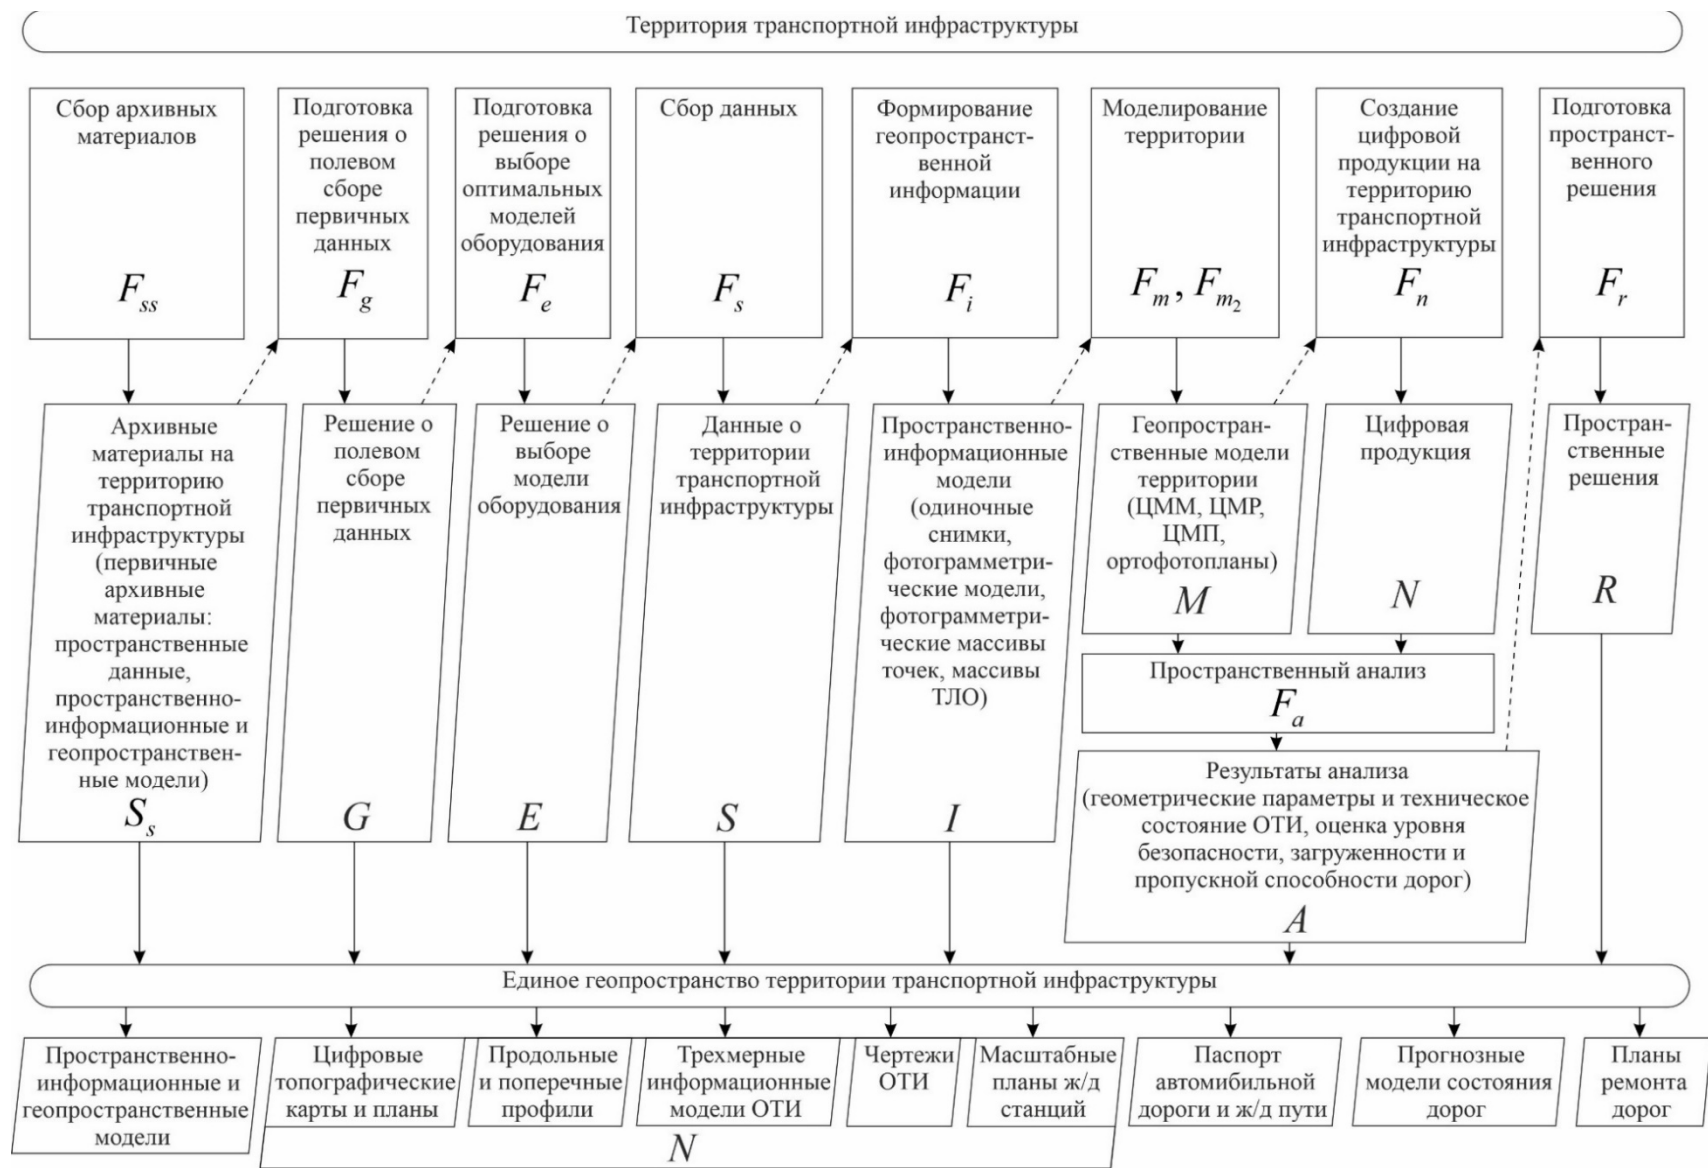 Территория транспортной инфраструктуры
Сбор архивных
материалов
F_ss
Подготовка
решения о
полевом
сборе
первичных
данных
F_g
Подготовка
решения о
выборе
оптимальных
моделей
оборудования
F_e
Сбор данных
F_s
Формирование
геопространст-
венной
информации
F_i
Моделирование
территории
F_m, F_m₂
Создание
цифровой
продукции на
территорию
транспортной
инфраструктуры
F_n
Подготовка
пространст-
венного
решения
F_r
Архивные
материалы на
территорию
транспортной
инфраструктуры
(первичные
архивные
материалы:
пространственные
данные,
пространственно-
информационные и
геопространствен-
ные модели)
S_s
Решение о
полевом
сборе
первичных
данных
G
Решение о
выборе
модели
оборудования
E
Данные о
территории
транспортной
инфраструктуры
S
Пространственно-
информационные
модели
(одиночные
снимки,
фотограмметри-
ческие модели,
фотограмметри-
ческие массивы
точек, массивы
ТЛО)
I
Геопростран-
ственные модели
территории
(ЦММ, ЦМР,
ЦМП,
ортофотопланы)
M
Цифровая
продукция
N
Простран-
ственные
решения
R
Пространственный анализ
F_a
Результаты анализа
(геометрические параметры и техническое
состояние ОТИ, оценка уровня
безопасности, загруженности и
пропускной способности дорог)
A
Единое геопространство территории транспортной инфраструктуры
Пространственно-
информационные и
геопространственные
модели
Цифровые
топографические
карты и планы
Продольные
и поперечные
профили
Трехмерные
информационные
модели ОТИ
Чертежи
ОТИ
Масштабные
планы ж/д
станций
Паспорт
автомибильной
дороги и ж/д пути
Прогнозные
модели состояния
дорог
Планы
ремонта
дорог
N